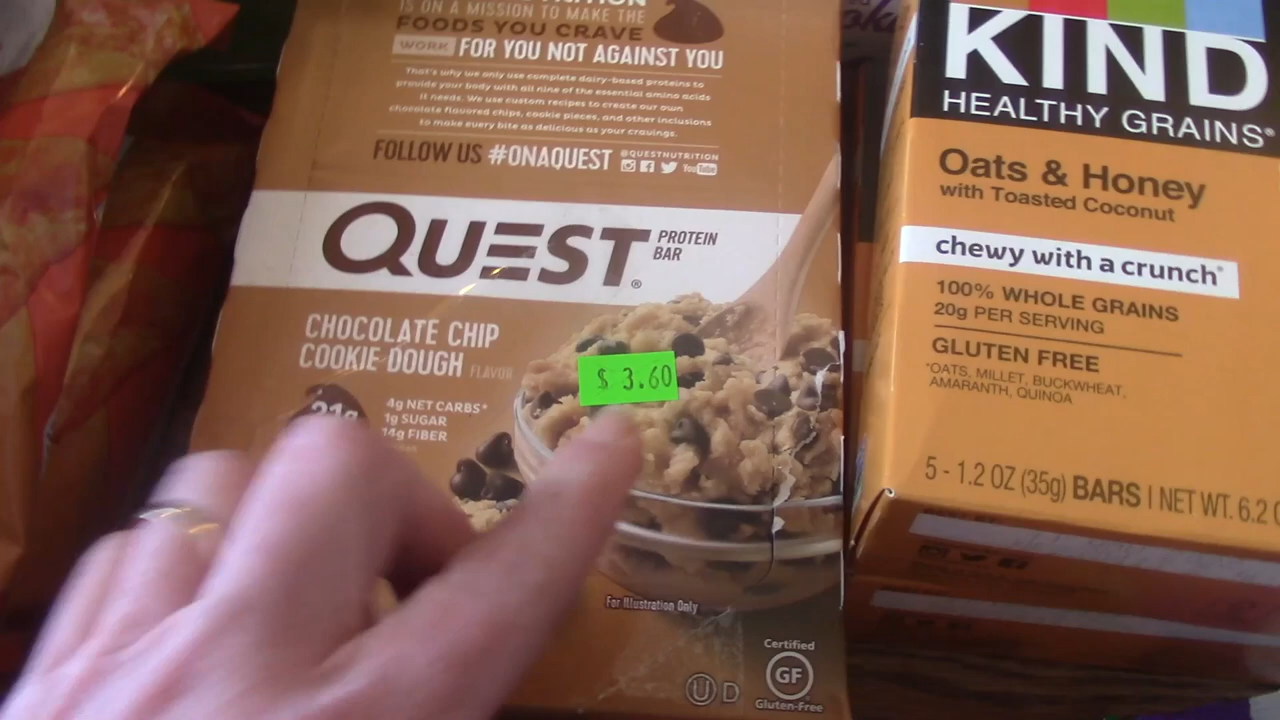 IS ON A MISSION TO MAKE THE
FOODS YOU CRAVE
WORK FOR YOU NOT AGAINST YOU
That's why we only use complete dairy-based proteins to
provide your body with all nine of the essential amino acids
it needs. We use custom recipes to create our own
chocolate flavored chips, cookie pieces, and other inclusions
to make every bite as delicious as your cravings.
FOLLOW US #ONAQUEST @QUESTNUTRITION
YouTube
QUEST® PROTEIN
BAR
CHOCOLATE CHIP
COOKIE DOUGH FLAVOR
$ 3.60
21g
4g NET CARBS*
1g SUGAR
14g FIBER
For Illustration Only
U D
Certified
GF
Gluten-Free
KIND
HEALTHY GRAINS®
Oats & Honey
with Toasted Coconut
chewy with a crunch®
100% WHOLE GRAINS
20g PER SERVING
GLUTEN FREE
*OATS, MILLET, BUCKWHEAT,
AMARANTH, QUINOA
5 - 1.2 OZ (35g) BARS | NET WT. 6.2